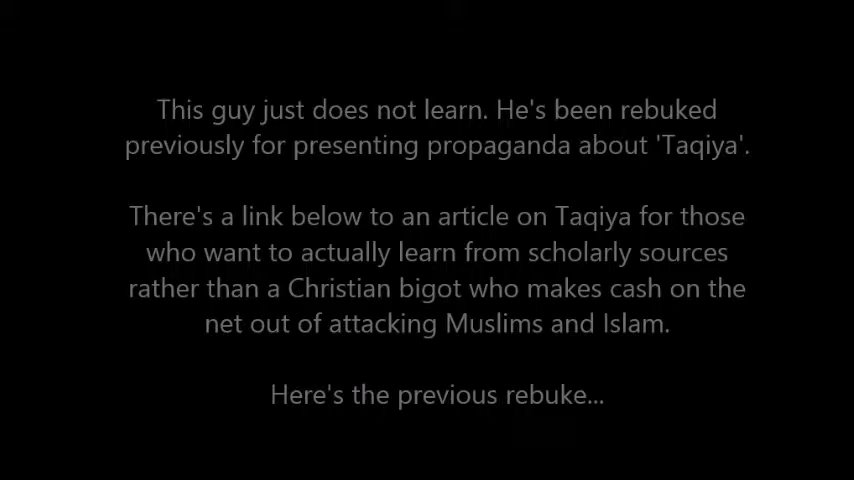 This guy just does not learn. He's been rebuked
previously for presenting propaganda about 'Taqiya'.
There's a link below to an article on Taqiya for those
who want to actually learn from scholarly sources
rather than a Christian bigot who makes cash on the
net out of attacking Muslims and Islam.
Here's the previous rebuke...